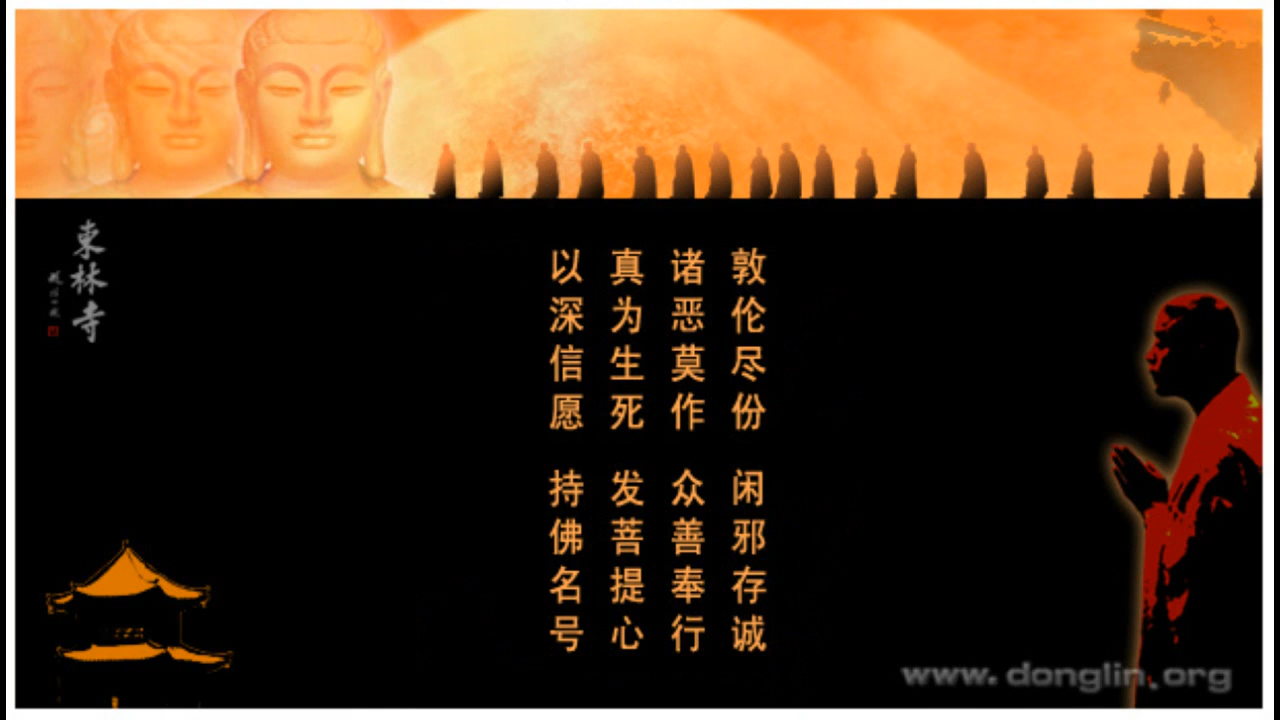 敦伦尽份 闲邪存诚
诸恶莫作 众善奉行
真为生死 发菩提心
以深信愿 持佛名号
東林寺
www.donglin.org